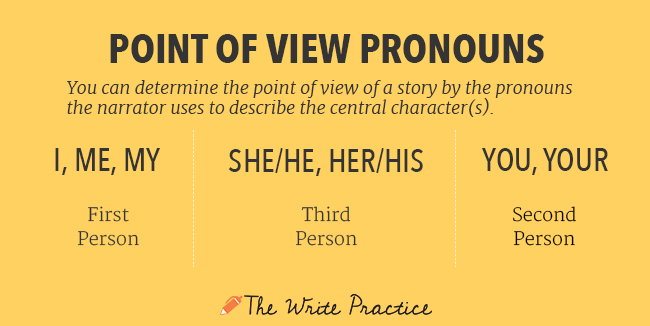 POINT OF VIEW PRONOUNS
You can determine the point of view of a story by the pronouns
the narrator uses to describe the central character(s).
I, ME, MY
First
Person
SHE/HE, HER/HIS
Third
Person
YOU, YOUR
Second
Person
The Write Practice